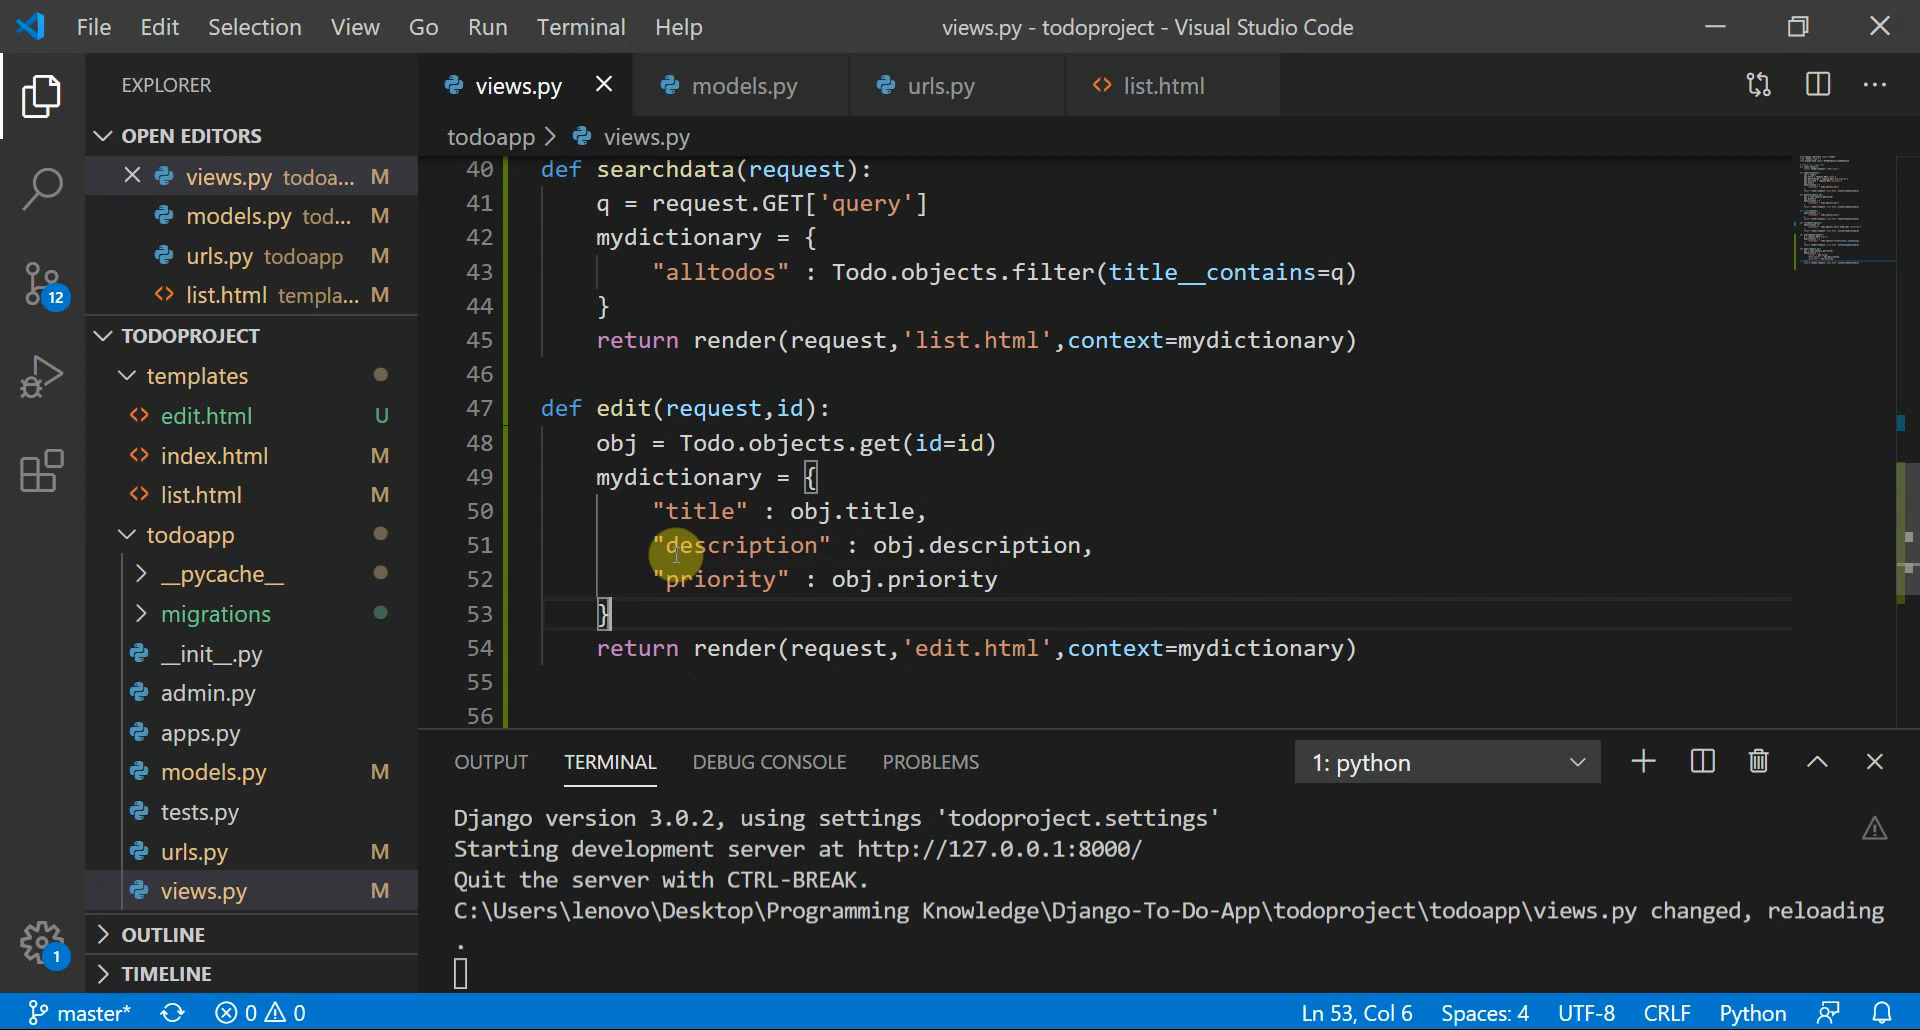 File Edit Selection View Go Run Terminal Help
views.py - todoproject - Visual Studio Code
EXPLORER
views.py
models.py
urls.py
list.html
OPEN EDITORS
todoapp > views.py
views.py todoa... M
models.py tod... M
urls.py todoapp M
list.html templa... M
TODOPROJECT
templates
edit.html U
index.html M
list.html M
todoapp
__pycache__
migrations
__init__.py
admin.py
apps.py
models.py M
tests.py
urls.py M
views.py M
OUTLINE
TIMELINE
12
1
40 def searchdata(request):
41 q = request.GET['query']
42 mydictionary = {
43 "alltodos" : Todo.objects.filter(title__contains=q)
44 }
45 return render(request,'list.html',context=mydictionary)
46
47 def edit(request,id):
48 obj = Todo.objects.get(id=id)
49 mydictionary = {
50 "title" : obj.title,
51 "description" : obj.description,
52 "priority" : obj.priority
53 }
54 return render(request,'edit.html',context=mydictionary)
55
56
OUTPUT TERMINAL DEBUG CONSOLE PROBLEMS
1: python
Django version 3.0.2, using settings 'todoproject.settings'
Starting development server at http://127.0.0.1:8000/
Quit the server with CTRL-BREAK.
C:\Users\lenovo\Desktop\Programming Knowledge\Django-To-Do-App\todoproject\todoapp\views.py changed, reloading
.
master* 0 0
Ln 53, Col 6 Spaces: 4 UTF-8 CRLF Python